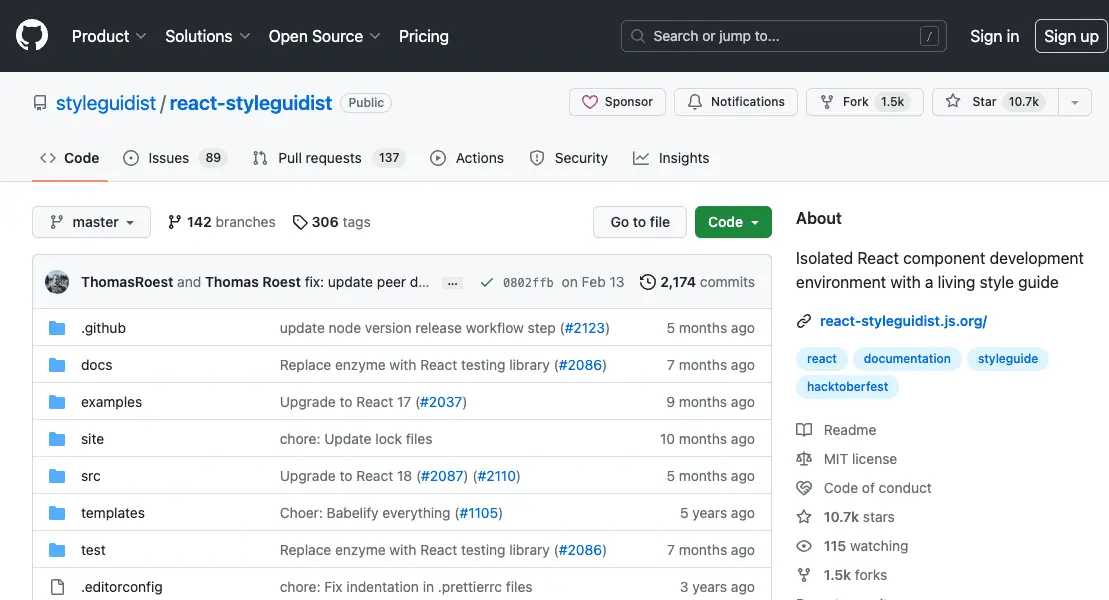 Product Solutions Open Source Pricing Search or jump to... / Sign in Sign up
styleguidist / react-styleguidist Public Sponsor Notifications Fork 1.5k Star 10.7k
Code Issues 89 Pull requests 137 Actions Security Insights
master 142 branches 306 tags Go to file Code
ThomasRoest and Thomas Roest fix: update peer d... ... 0802ffb on Feb 13 2,174 commits
.github update node version release workflow step (#2123) 5 months ago
docs Replace enzyme with React testing library (#2086) 7 months ago
examples Upgrade to React 17 (#2037) 9 months ago
site chore: Update lock files 10 months ago
src Upgrade to React 18 (#2087) (#2110) 5 months ago
templates Choer: Babelify everything (#1105) 5 years ago
test Replace enzyme with React testing library (#2086) 7 months ago
.editorconfig chore: Fix indentation in .prettierrc files 3 years ago
About
Isolated React component development
environment with a living style guide
react-styleguidist.js.org/
react documentation styleguide
hacktoberfest
Readme
MIT license
Code of conduct
10.7k stars
115 watching
1.5k forks